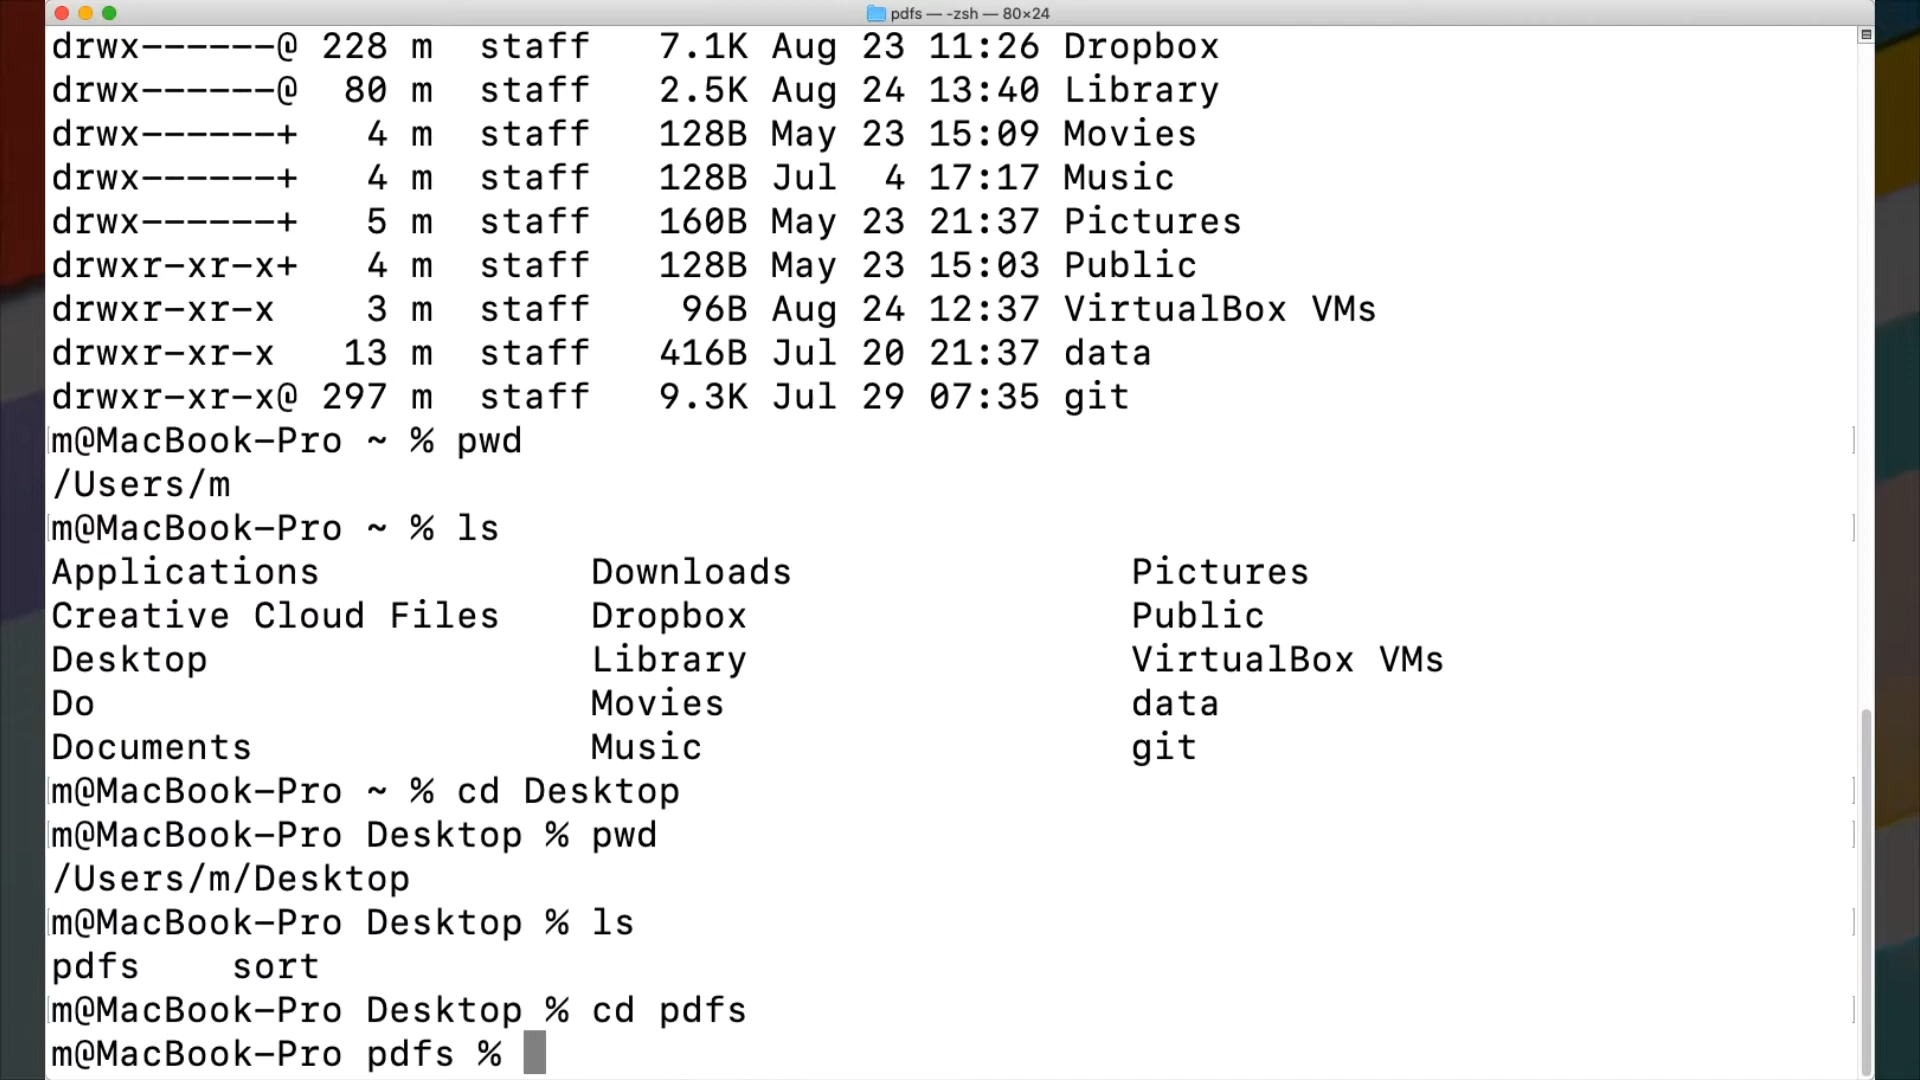 pdfs — -zsh — 80×24
drwx------@ 228 m  staff   7.1K Aug 23 11:26 Dropbox
drwx------@  80 m  staff   2.5K Aug 24 13:40 Library
drwx------+   4 m  staff   128B May 23 15:09 Movies
drwx------+   4 m  staff   128B Jul  4 17:17 Music
drwx------+   5 m  staff   160B May 23 21:37 Pictures
drwxr-xr-x+   4 m  staff   128B May 23 15:03 Public
drwxr-xr-x    3 m  staff    96B Aug 24 12:37 VirtualBox VMs
drwxr-xr-x   13 m  staff   416B Jul 20 21:37 data
drwxr-xr-x@ 297 m  staff   9.3K Jul 29 07:35 git
m@MacBook-Pro ~ % pwd
/Users/m
m@MacBook-Pro ~ % ls
Applications            Downloads               Pictures
Creative Cloud Files    Dropbox                 Public
Desktop                 Library                 VirtualBox VMs
Do                      Movies                  data
Documents               Music                   git
m@MacBook-Pro ~ % cd Desktop
m@MacBook-Pro Desktop % pwd
/Users/m/Desktop
m@MacBook-Pro Desktop % ls
pdfs    sort
m@MacBook-Pro Desktop % cd pdfs
m@MacBook-Pro pdfs %